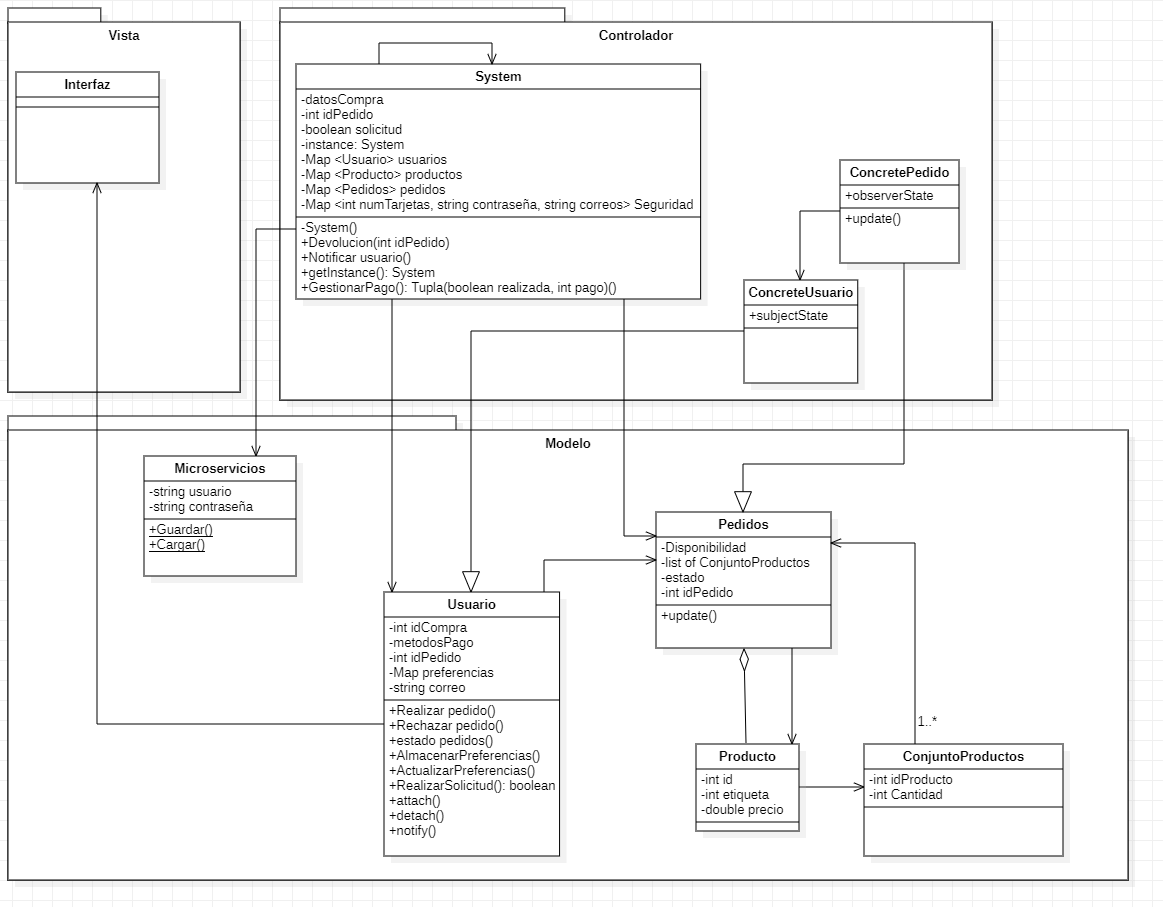 Vista
Interfaz
Controlador
System
-datosCompra
-int idPedido
-boolean solicitud
-instance: System
-Map <Usuario> usuarios
-Map <Producto> productos
-Map <Pedidos> pedidos
-Map <int numTarjetas, string contraseña, string correos> Seguridad
-System()
+Devolucion(int idPedido)
+Notificar usuario()
+getInstance(): System
+GestionarPago(): Tupla(boolean realizada, int pago)()
ConcretePedido
+observerState
+update()
ConcreteUsuario
+subjectState
Modelo
Microservicios
-string usuario
-string contraseña
+Guardar()
+Cargar()
Usuario
-int idCompra
-metodosPago
-int idPedido
-Map preferencias
-string correo
+Realizar pedido()
+Rechazar pedido()
+estado pedidos()
+AlmacenarPreferencias()
+ActualizarPreferencias()
+RealizarSolicitud(): boolean
+attach()
+detach()
+notify()
Pedidos
-Disponibilidad
-list of ConjuntoProductos
-estado
-int idPedido
+update()
1..*
Producto
-int id
-int etiqueta
-double precio
ConjuntoProductos
-int idProducto
-int Cantidad